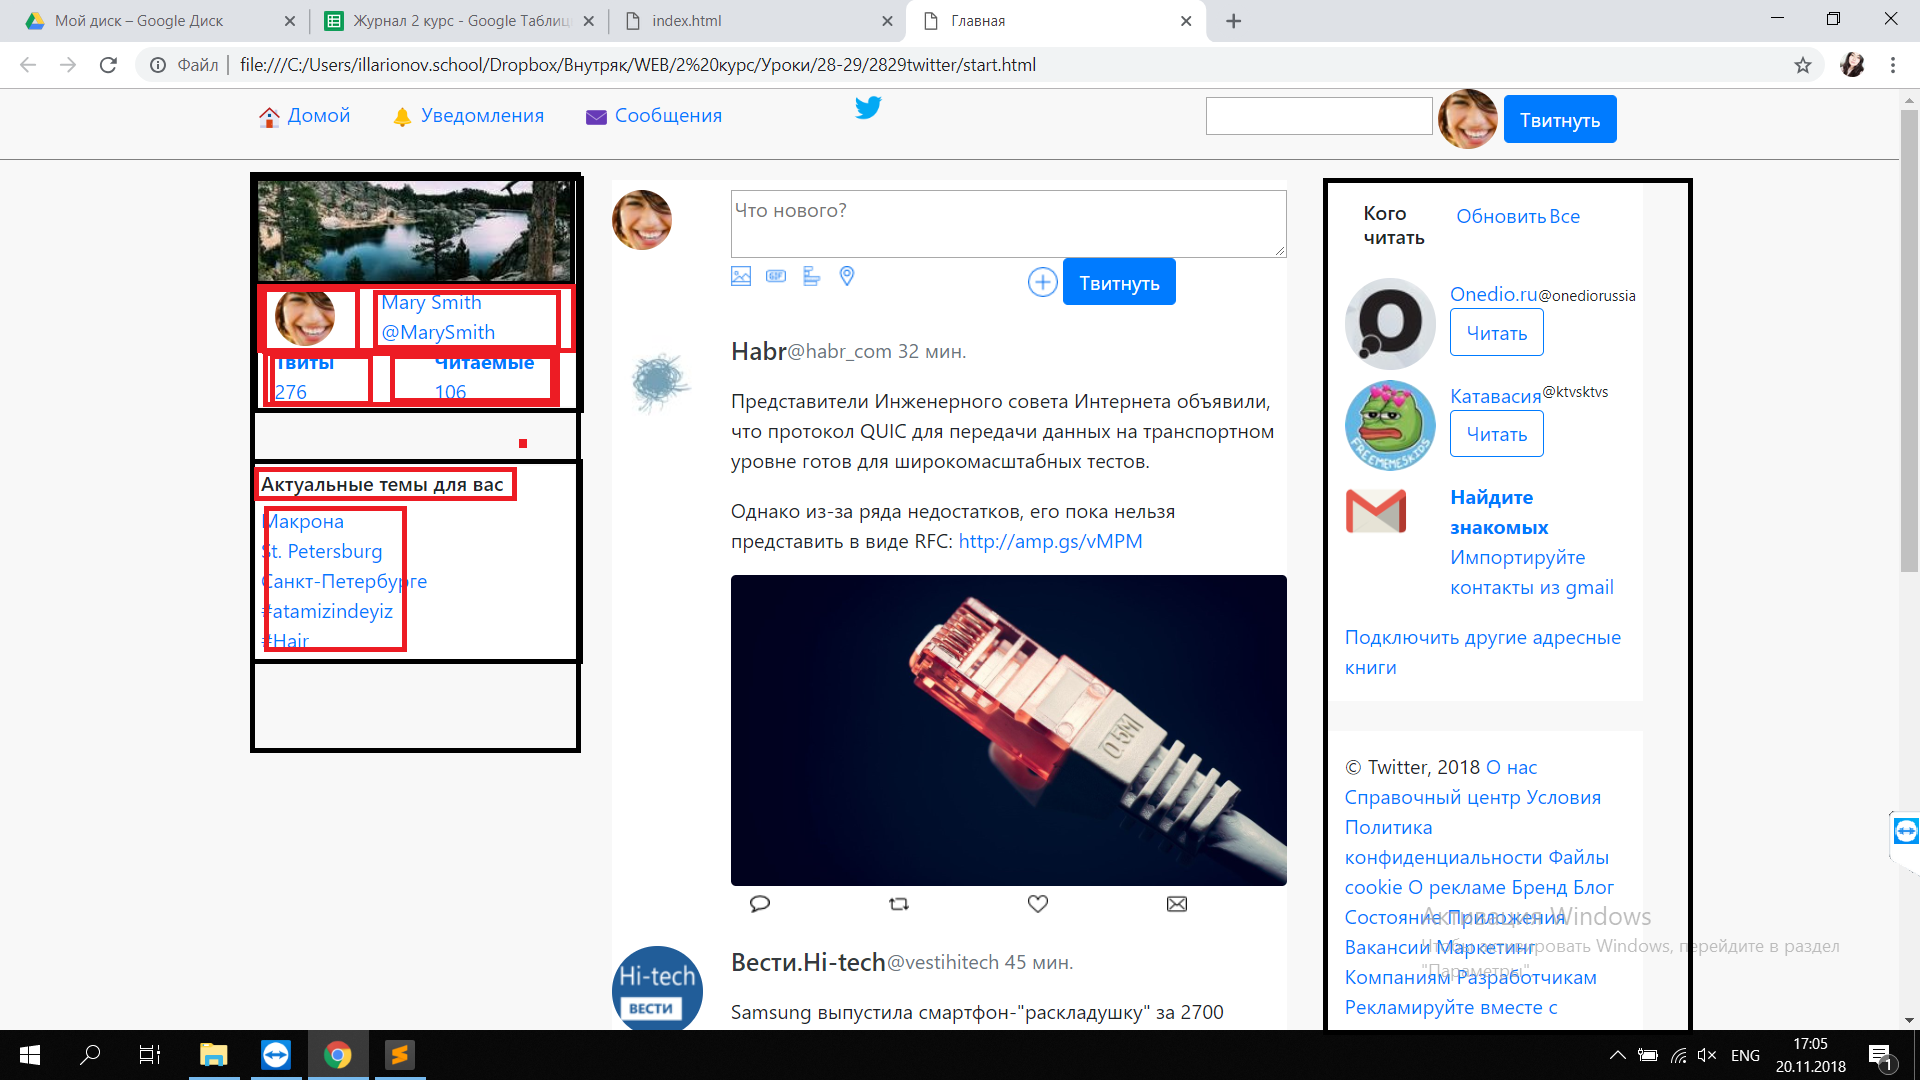 Мой диск – Google Диск
Журнал 2 курс - Google Таблиц
index.html
Главная
Файл
file:///C:/Users/illarionov.school/Dropbox/Внутряк/WEB/2%20курс/Уроки/28-29/2829twitter/start.html
Домой
Уведомления
Сообщения
Твитнуть
Mary Smith
@MarySmith
Твиты
Читаемые
276
106
Актуальные темы для вас
Макрона
St. Petersburg
Санкт-Петербурге
#atamizindeyiz
#Hair
Что нового?
GIF
Твитнуть
Habr@habr_com 32 мин.
Представители Инженерного совета Интернета объявили,
что протокол QUIC для передачи данных на транспортном
уровне готов для широкомасштабных тестов.
Однако из-за ряда недостатков, его пока нельзя
представить в виде RFC: http://amp.gs/vMPM
0.5M
Hi-tech
ВЕСТИ
Вести.Hi-tech@vestihitech 45 мин.
Samsung выпустила смартфон-"раскладушку" за 2700
Кого
читать
Обновить Все
Onedio.ru@onediorussia
Читать
FREEMEMESKIDS
Катавасия@ktvsktvs
Читать
Найдите
знакомых
Импортируйте
контакты из gmail
Подключить другие адресные
книги
© Twitter, 2018 О нас
Справочный центр Условия
Политика
конфиденциальности Файлы
cookie О рекламе Бренд Блог
Состояние Приложения
Вакансии Маркетинг
Компаниям Разработчикам
Рекламируйте вместе с
Активация Windows
Чтобы активировать Windows, перейдите в раздел
"Параметры".
ENG
17:05
20.11.2018
1